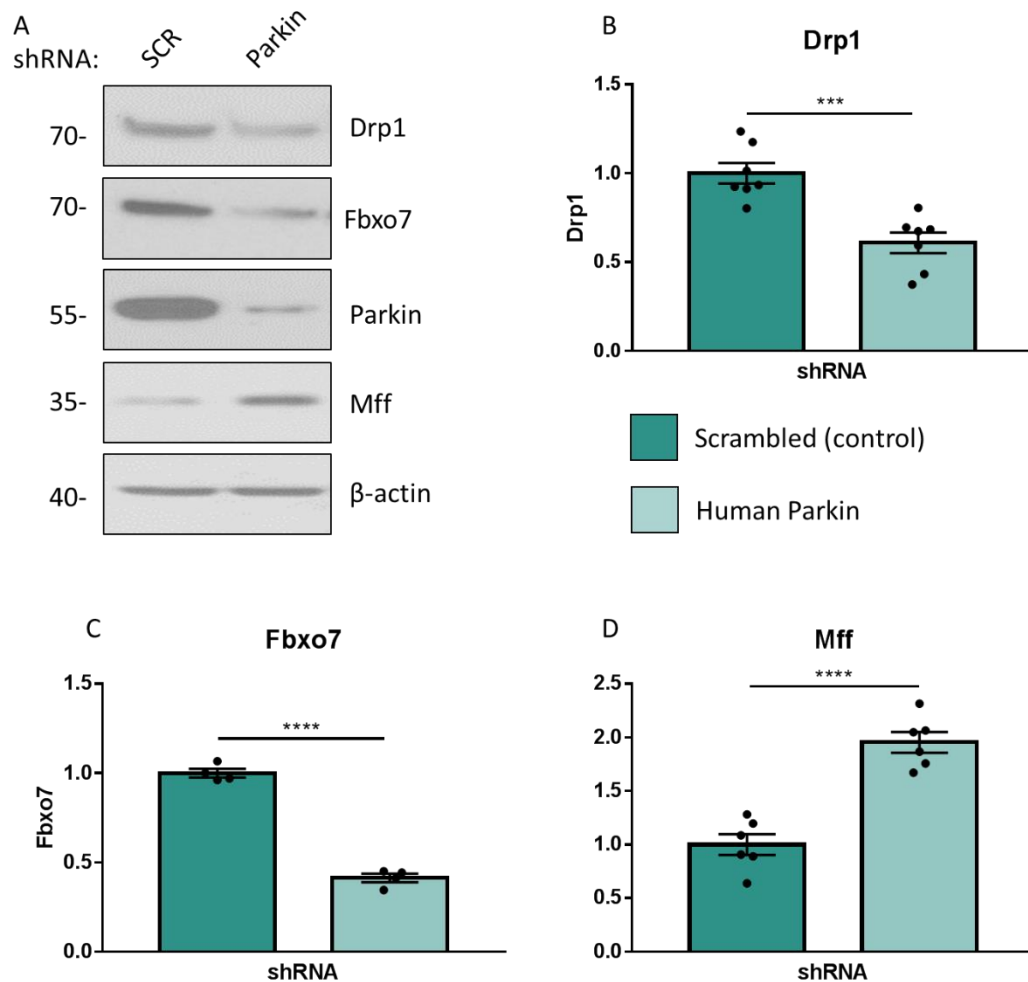 A
shRNA:
SCR
Parkin
70-
Drp1
70-
Fbxo7
55-
Parkin
35-
Mff
40-
β-actin
B
Drp1
1.5
1.0
0.5
0.0
Drp1
***
shRNA
Scrambled (control)
Human Parkin
C
Fbxo7
1.5
1.0
0.5
0.0
Fbxo7
****
shRNA
D
Mff
2.5
2.0
1.5
1.0
0.5
0.0
****
shRNA